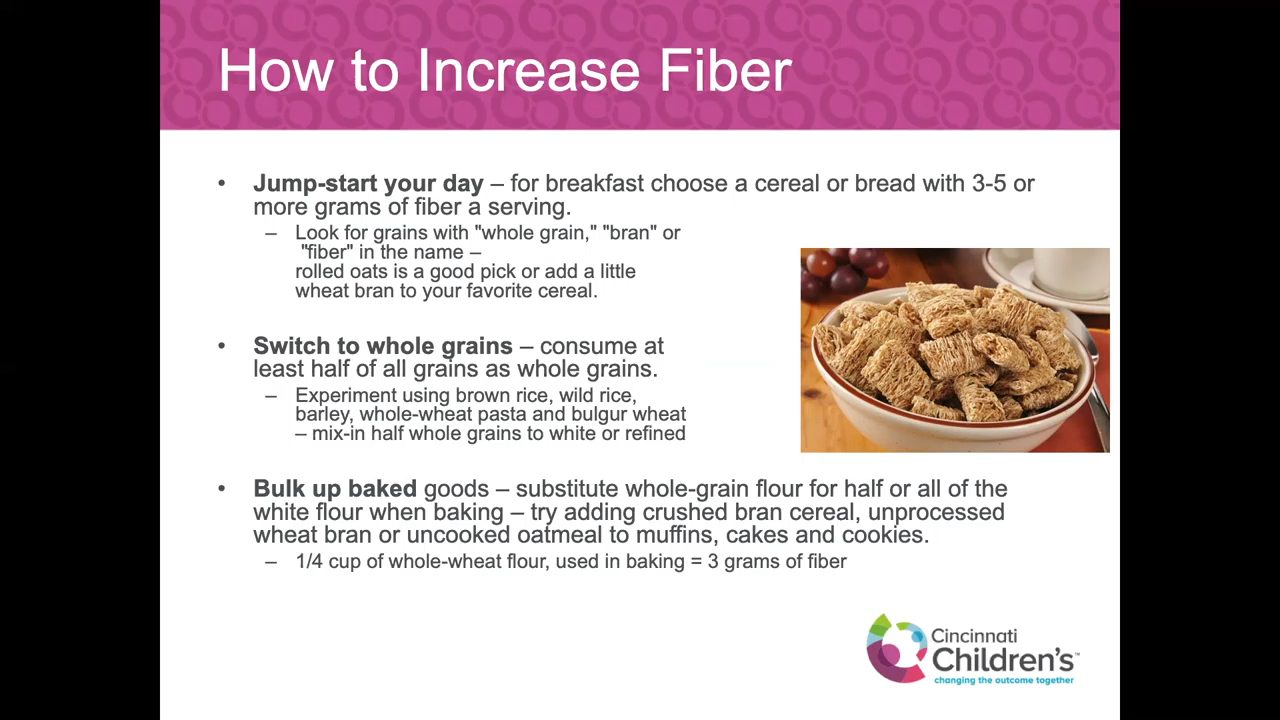 How to Increase Fiber
• Jump-start your day – for breakfast choose a cereal or bread with 3-5 or
more grams of fiber a serving.
– Look for grains with "whole grain," "bran" or
"fiber" in the name –
rolled oats is a good pick or add a little
wheat bran to your favorite cereal.
• Switch to whole grains – consume at
least half of all grains as whole grains.
– Experiment using brown rice, wild rice,
barley, whole-wheat pasta and bulgur wheat
– mix-in half whole grains to white or refined
• Bulk up baked goods – substitute whole-grain flour for half or all of the
white flour when baking – try adding crushed bran cereal, unprocessed
wheat bran or uncooked oatmeal to muffins, cakes and cookies.
– 1/4 cup of whole-wheat flour, used in baking = 3 grams of fiber
Cincinnati
Children's™
changing the outcome together